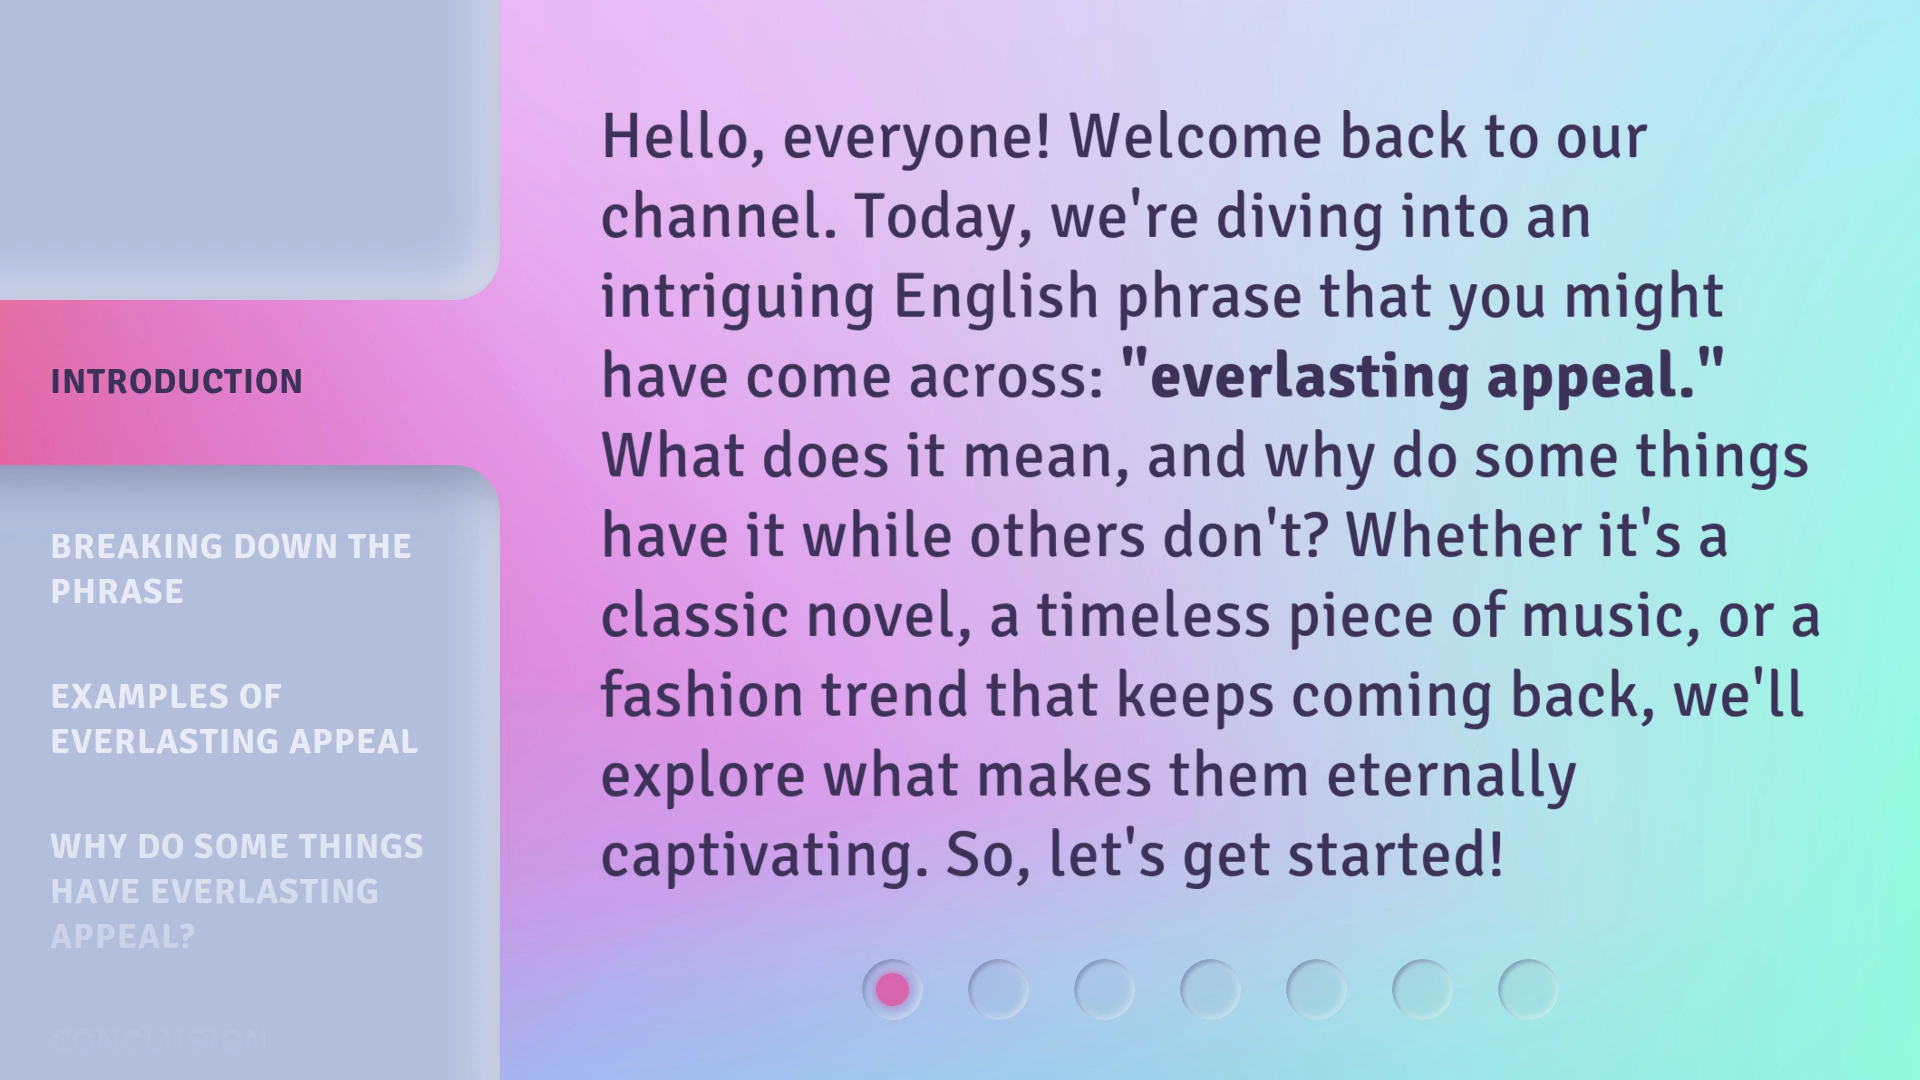 INTRODUCTION
BREAKING DOWN THE
PHRASE
EXAMPLES OF
EVERLASTING APPEAL
WHY DO SOME THINGS
HAVE EVERLASTING
APPEAL?
CONCLUSION
Hello, everyone! Welcome back to our
channel. Today, we're diving into an
intriguing English phrase that you might
have come across: "everlasting appeal."
What does it mean, and why do some things
have it while others don't? Whether it's a
classic novel, a timeless piece of music, or a
fashion trend that keeps coming back, we'll
explore what makes them eternally
captivating. So, let's get started!